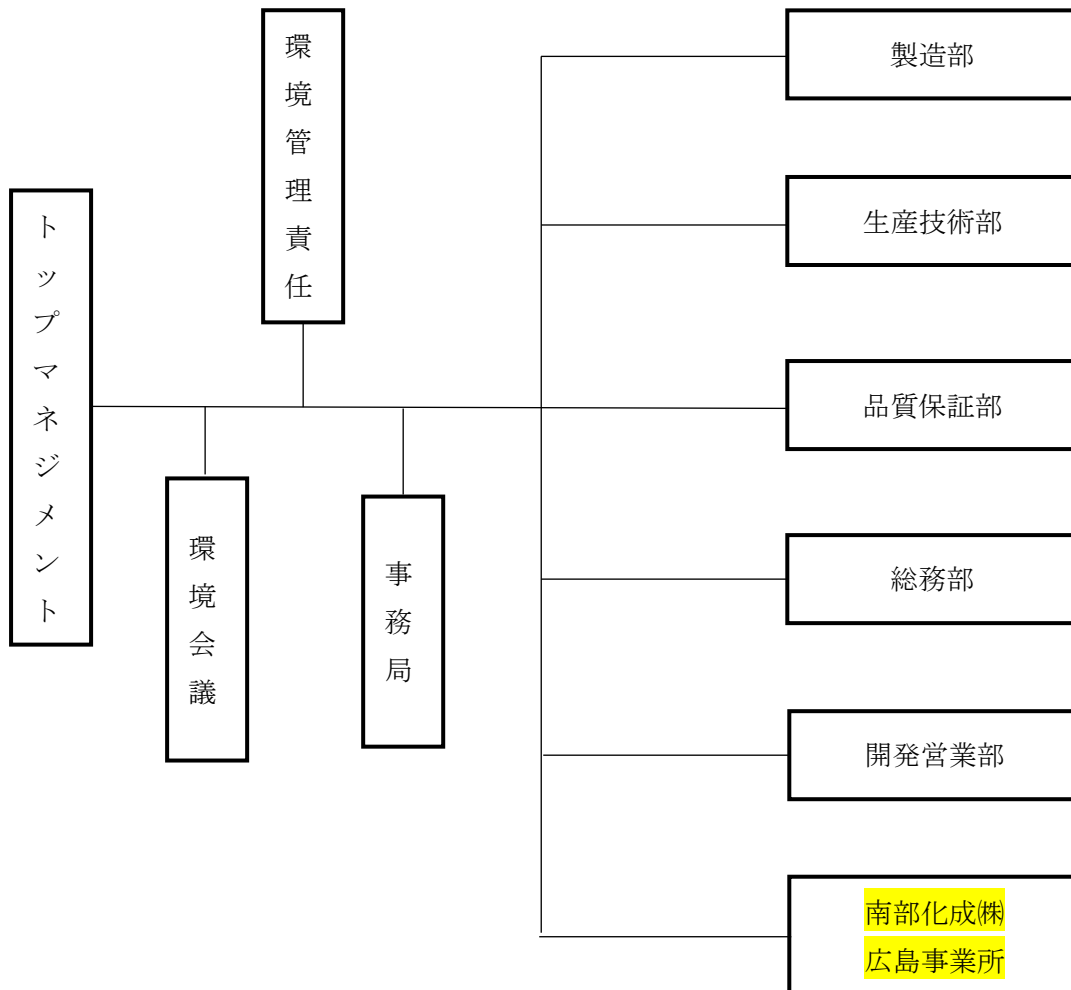 トップマネジメント
環境管理責任
環境会議
事務局
製造部
生産技術部
品質保証部
総務部
開発営業部
南部化成㈱
広島事業所